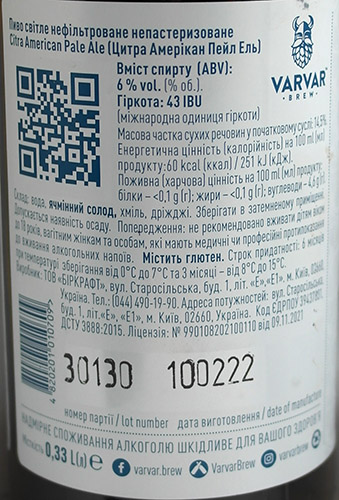 Пиво світле нефільтроване непастеризоване
Citra American Pale Ale (Цитра Амерікан Пейл Ель)
Вміст спирту (ABV):
6 % vol. (% об.).
Гіркота: 43 IBU
(міжнародна одиниця гіркоти)
VARVAR
BREW
Масова частка сухих речовин у початковому суслі: 14,5%
Енергетична цінність (калорійність) на 100 мл (мл)
продукту: 60 kcal (ккал) / 251 kJ (кДж).
Поживна (харчова) цінність на 100 ml (мл) продукту:
білки – <0,1 g (г); жири – <0,1 g (г); вуглеводи – 4,6 g (г)
Склад: вода, ячмінний солод, хміль, дріжджі. Зберігати в затемненому приміщенні.
Допускається наявність осаду. Попередження: не рекомендовано вживати дітям віком
до 18 років, вагітним жінкам та особам, які мають медичні чи професійні протипоказання
до вживання алкогольних напоїв. Містить глютен. Строк придатності: 6 місяців
при температурі зберігання від 0°С до 7°С та 3 місяці – від 8°С до 15°С.
Виробник: ТОВ «БІРКРАФТ», вул. Старосільська, буд. 1, літ. «Е», «Е1», м. Київ, 02660,
Україна. Тел.: (044) 490-19-90. Адреса потужностей: вул. Старосільська,
буд. 1, літ. «Е», «Е1», м. Київ, 02660, Україна. Код ЄДРПОУ
ДСТУ 3888:2015. Ліцензія: № 990108202100110 від 09.11.2021
4 820201 010709
30130 100222
номер партії / lot number дата виготовлення / date of manufacture
НАДМІРНЕ СПОЖИВАННЯ АЛКОГОЛЮ ШКІДЛИВЕ ДЛЯ ВАШОГО ЗДОРОВ'Я
Місткість) 0,33 L(л) e varvar.brew VarvarBrew varvar.brew